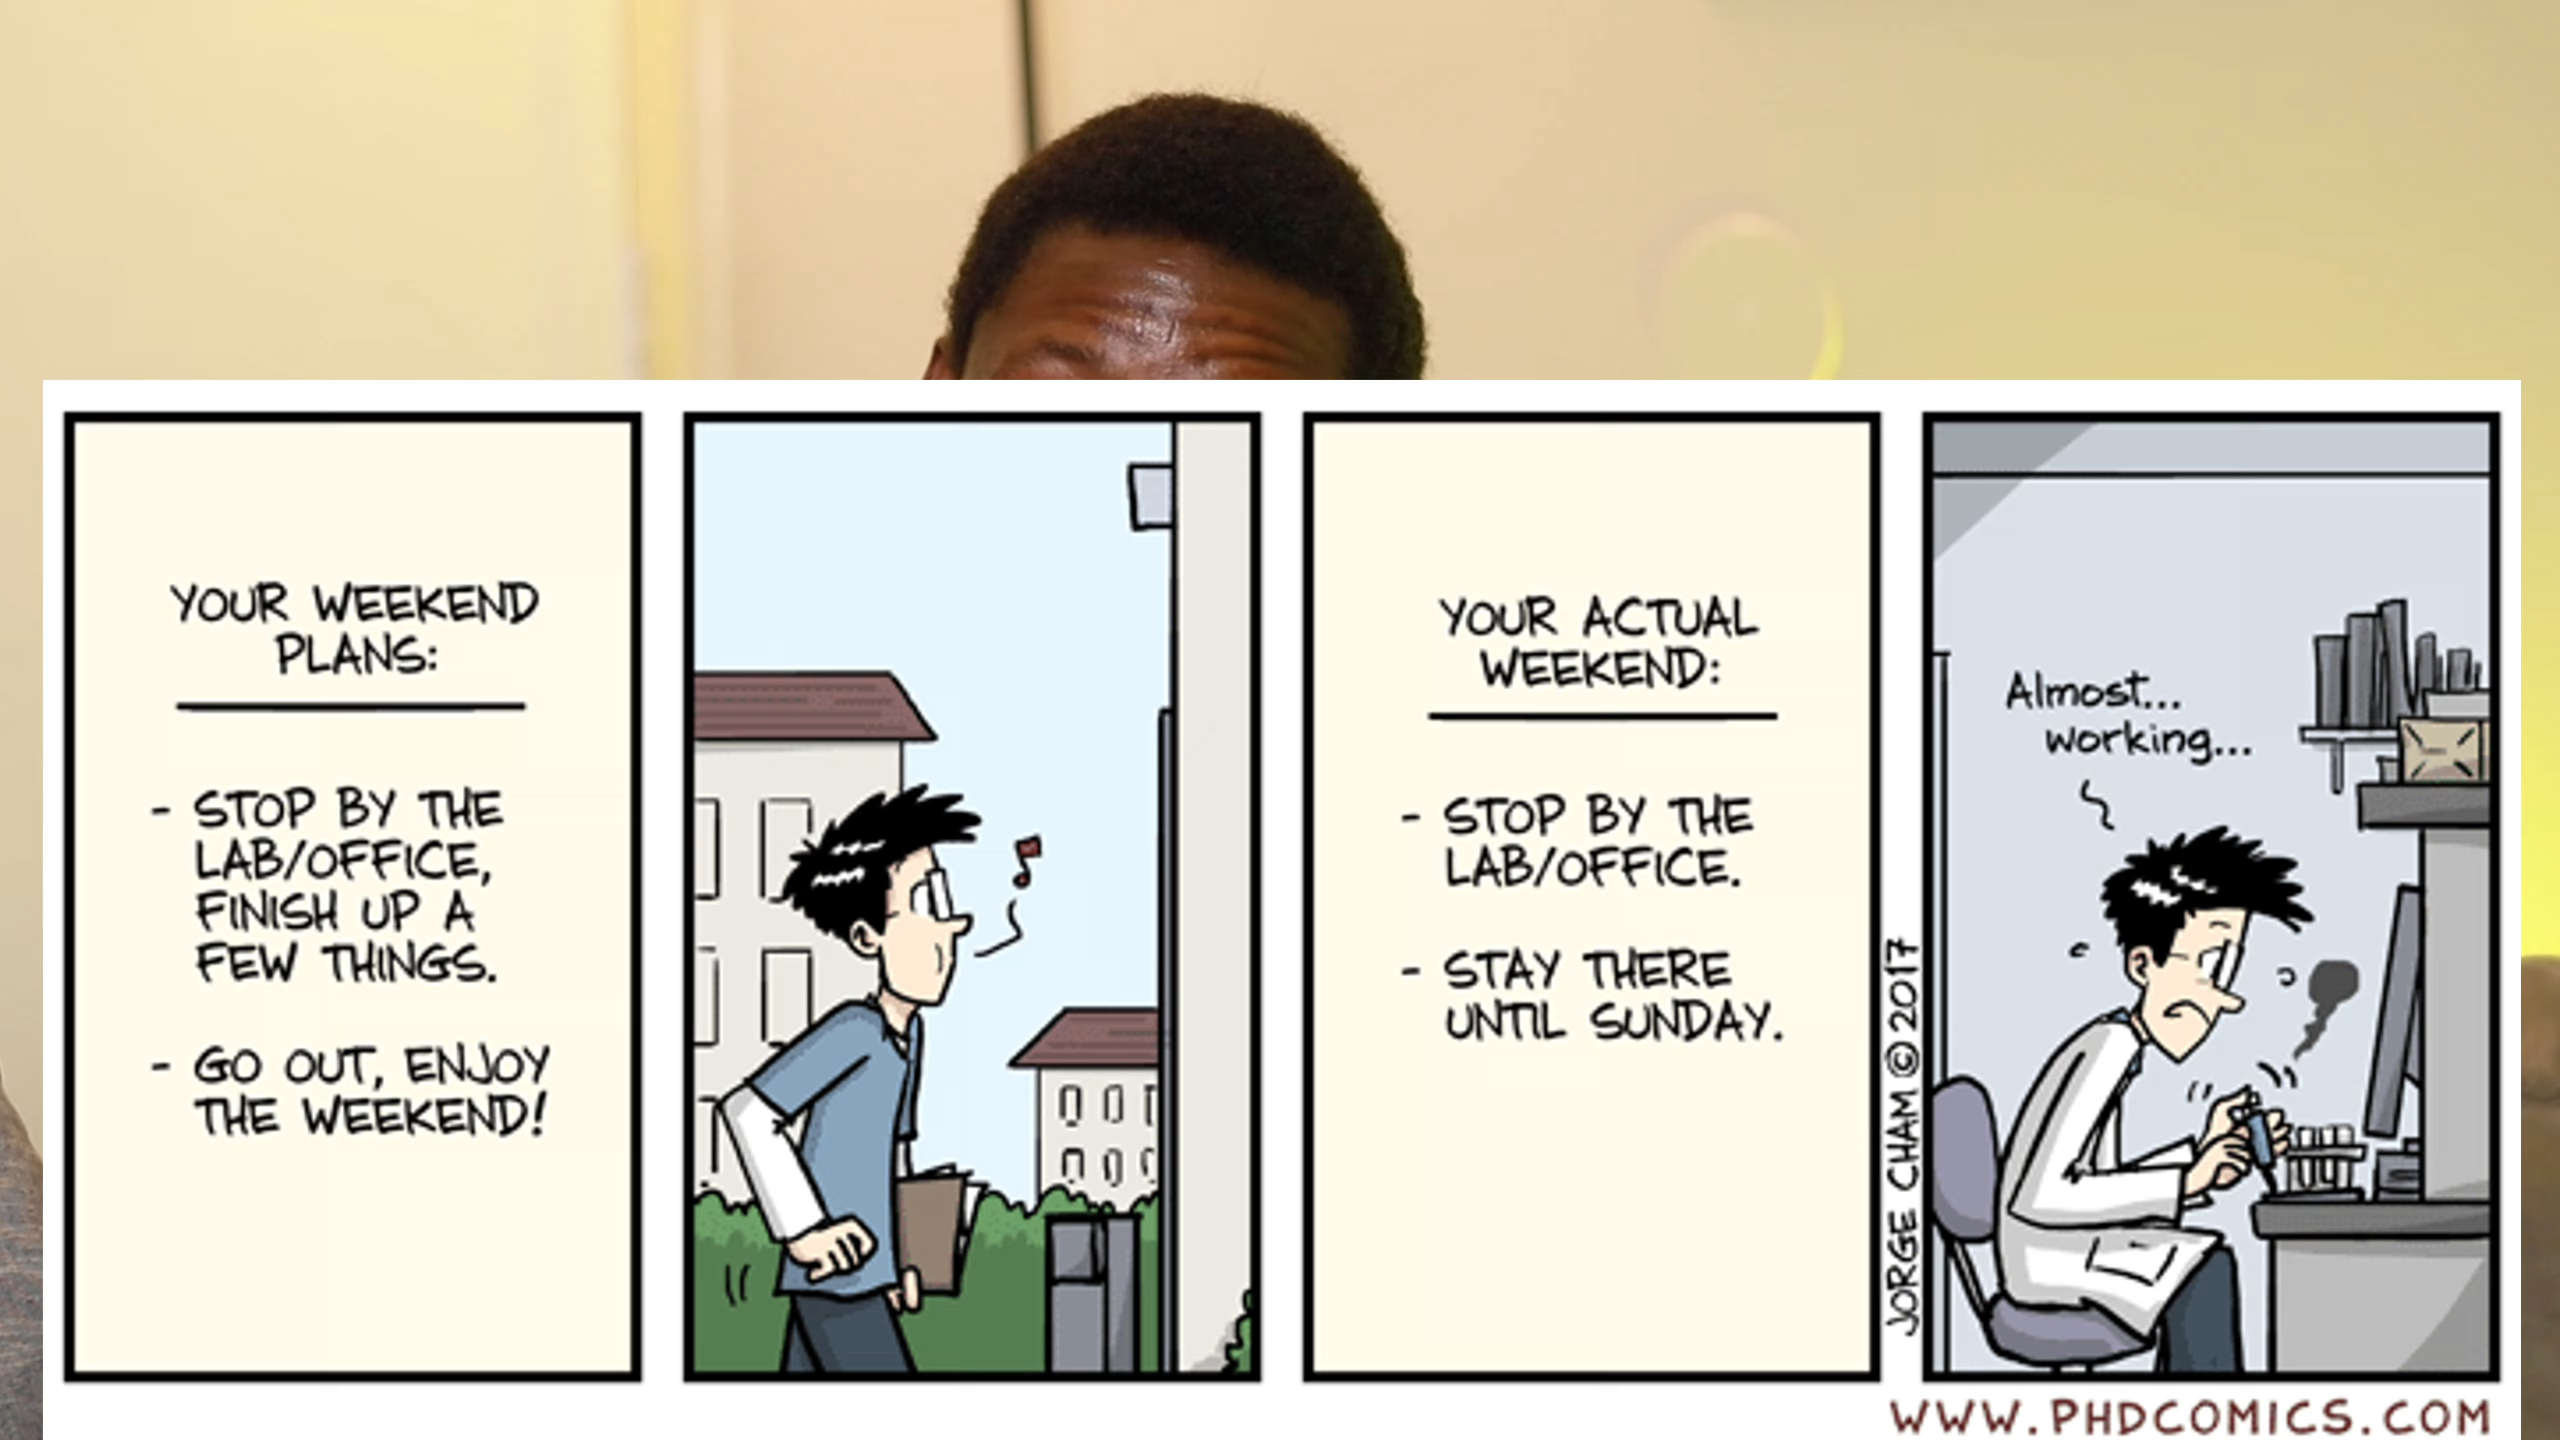 YOUR WEEKEND
PLANS:
- STOP BY THE
LAB/OFFICE,
FINISH UP A
FEW THINGS.
- GO OUT, ENJOY
THE WEEKEND!
YOUR ACTUAL
WEEKEND:
- STOP BY THE
LAB/OFFICE.
- STAY THERE
UNTIL SUNDAY.
JORGE CHAM © 2017
Almost...
working...
WWW.PHDCOMICS.COM